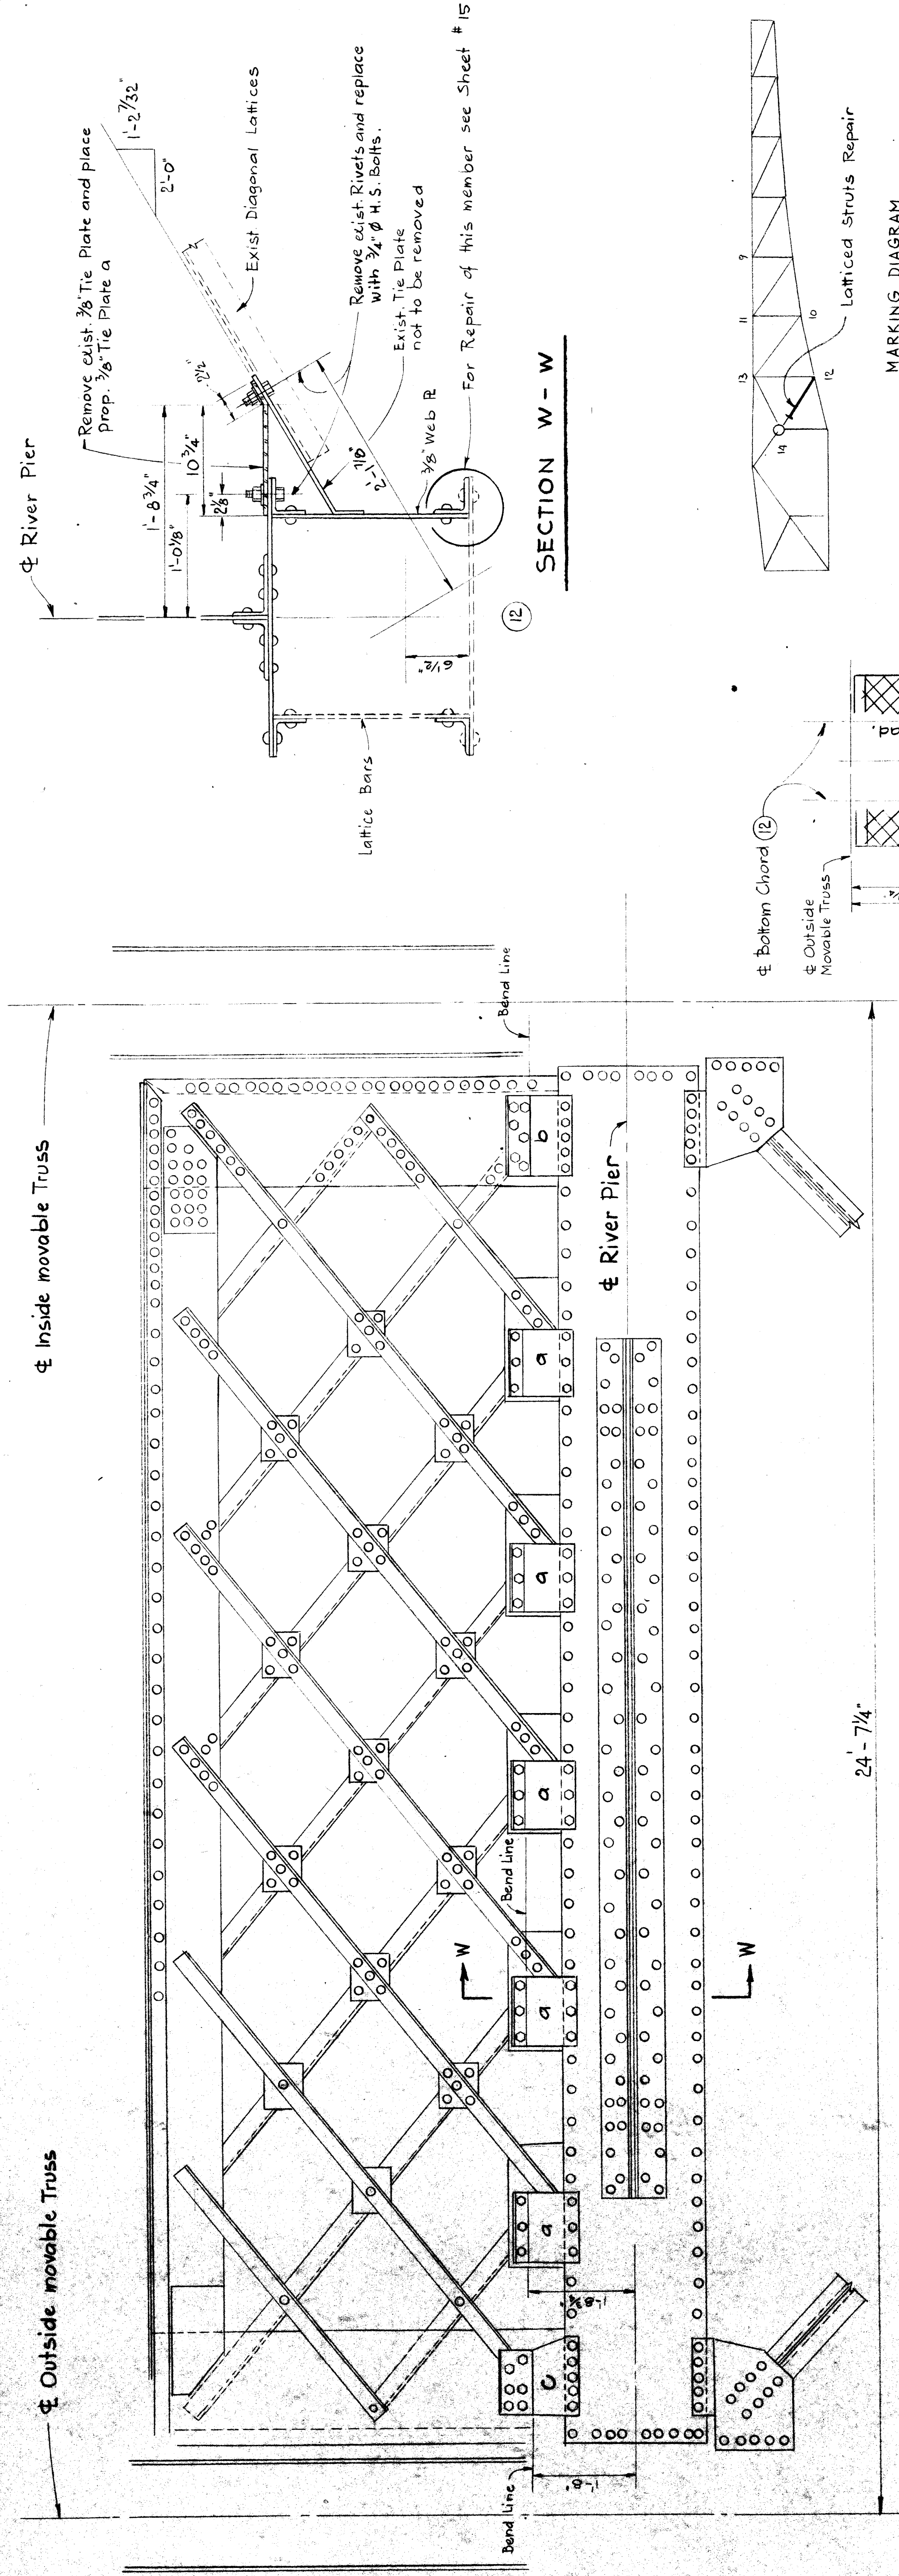 ℄ River Pier
Remove exist. 3/8" Tie Plate and place
prop. 3/8" Tie Plate a
1'-2 7/32"
2'-0"
Exist Diagonal Lattices
1'-8 3/4"
10 3/4"
1'-0 1/8"
2 1/8"
2 1/2"
Remove exist. Rivets and replace
with 3/4" Ø H.S. Bolts.
Exist. Tie Plate
not to be removed
2'-1 7/8"
3/8" Web ℞
For Repair of this member see Sheet #15
6 1/2"
12
Lattice Bars
SECTION W - W
9
11
13
10
12
14
Latticed Struts Repair
MARKING DIAGRAM
℄ Bottom Chord 12
℄ Outside
Movable Truss
℄ Inside movable Truss
℄ Outside movable Truss
Bend Line
b
℄ River Pier
a
a
a
Bend Line
a
W
W
a
1'-8 3/4"
c
Bend Line
1'-8"
24'-7 1/4"